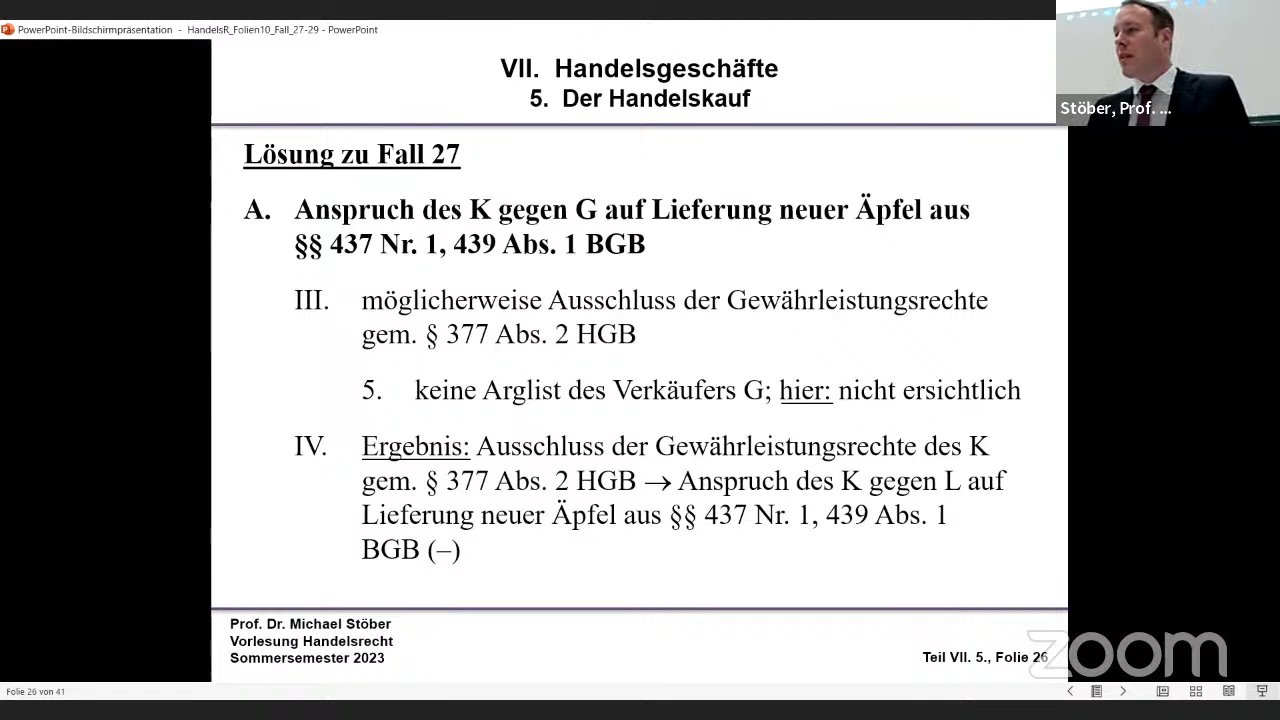 PowerPoint-Bildschirmpräsentation - HandelsR_Folien10_Fall_27-29 - PowerPoint
VII. Handelsgeschäfte
5. Der Handelskauf
Stöber, Prof. ...
Lösung zu Fall 27
A. Anspruch des K gegen G auf Lieferung neuer Äpfel aus
§§ 437 Nr. 1, 439 Abs. 1 BGB
III. möglicherweise Ausschluss der Gewährleistungsrechte
gem. § 377 Abs. 2 HGB
5. keine Arglist des Verkäufers G; hier: nicht ersichtlich
IV. Ergebnis: Ausschluss der Gewährleistungsrechte des K
gem. § 377 Abs. 2 HGB → Anspruch des K gegen L auf
Lieferung neuer Äpfel aus §§ 437 Nr. 1, 439 Abs. 1
BGB (–)
Prof. Dr. Michael Stöber
Vorlesung Handelsrecht
Sommersemester 2023
Teil VII. 5., Folie 26
zoom
Folie 26 von 41